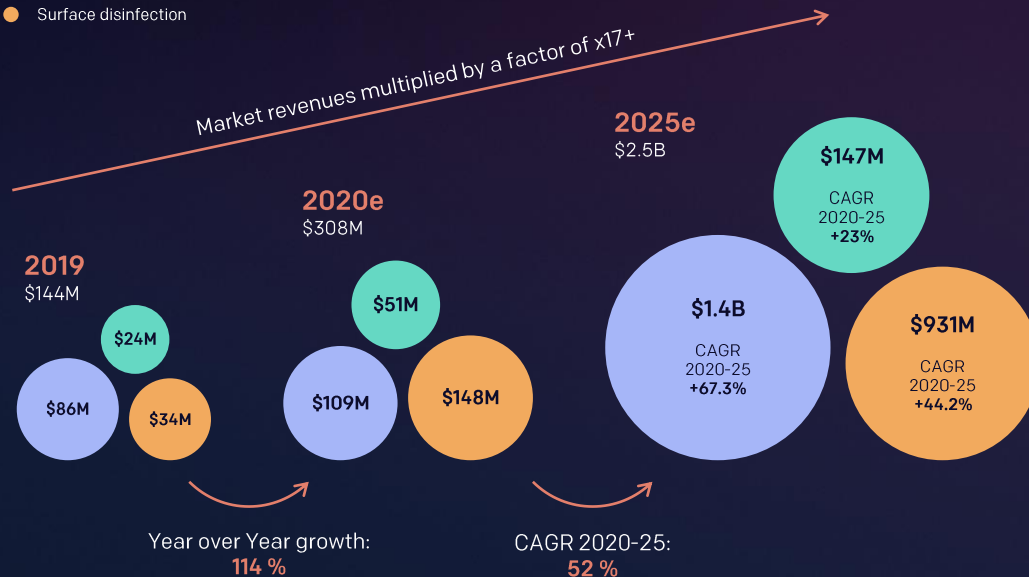 Surface disinfection
Market revenues multiplied by a factor of x17+
2019
$144M
$24M
$86M
$34M
2020e
$308M
$51M
$109M
$148M
2025e
$2.5B
$147M
CAGR
2020-25
+23%
$1.4B
CAGR
2020-25
+67.3%
$931M
CAGR
2020-25
+44.2%
Year over Year growth:
114 %
CAGR 2020-25:
52 %